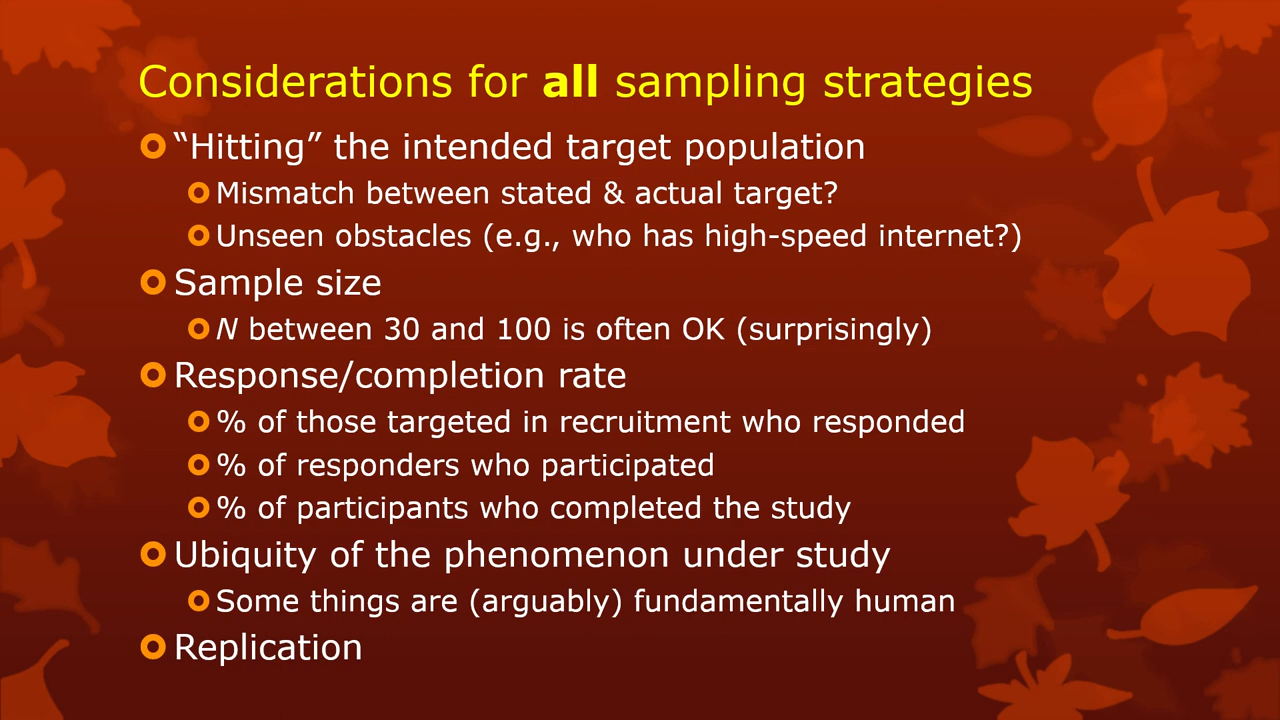 Considerations for all sampling strategies
“Hitting” the intended target population
Mismatch between stated & actual target?
Unseen obstacles (e.g., who has high-speed internet?)
Sample size
N between 30 and 100 is often OK (surprisingly)
Response/completion rate
% of those targeted in recruitment who responded
% of responders who participated
% of participants who completed the study
Ubiquity of the phenomenon under study
Some things are (arguably) fundamentally human
Replication